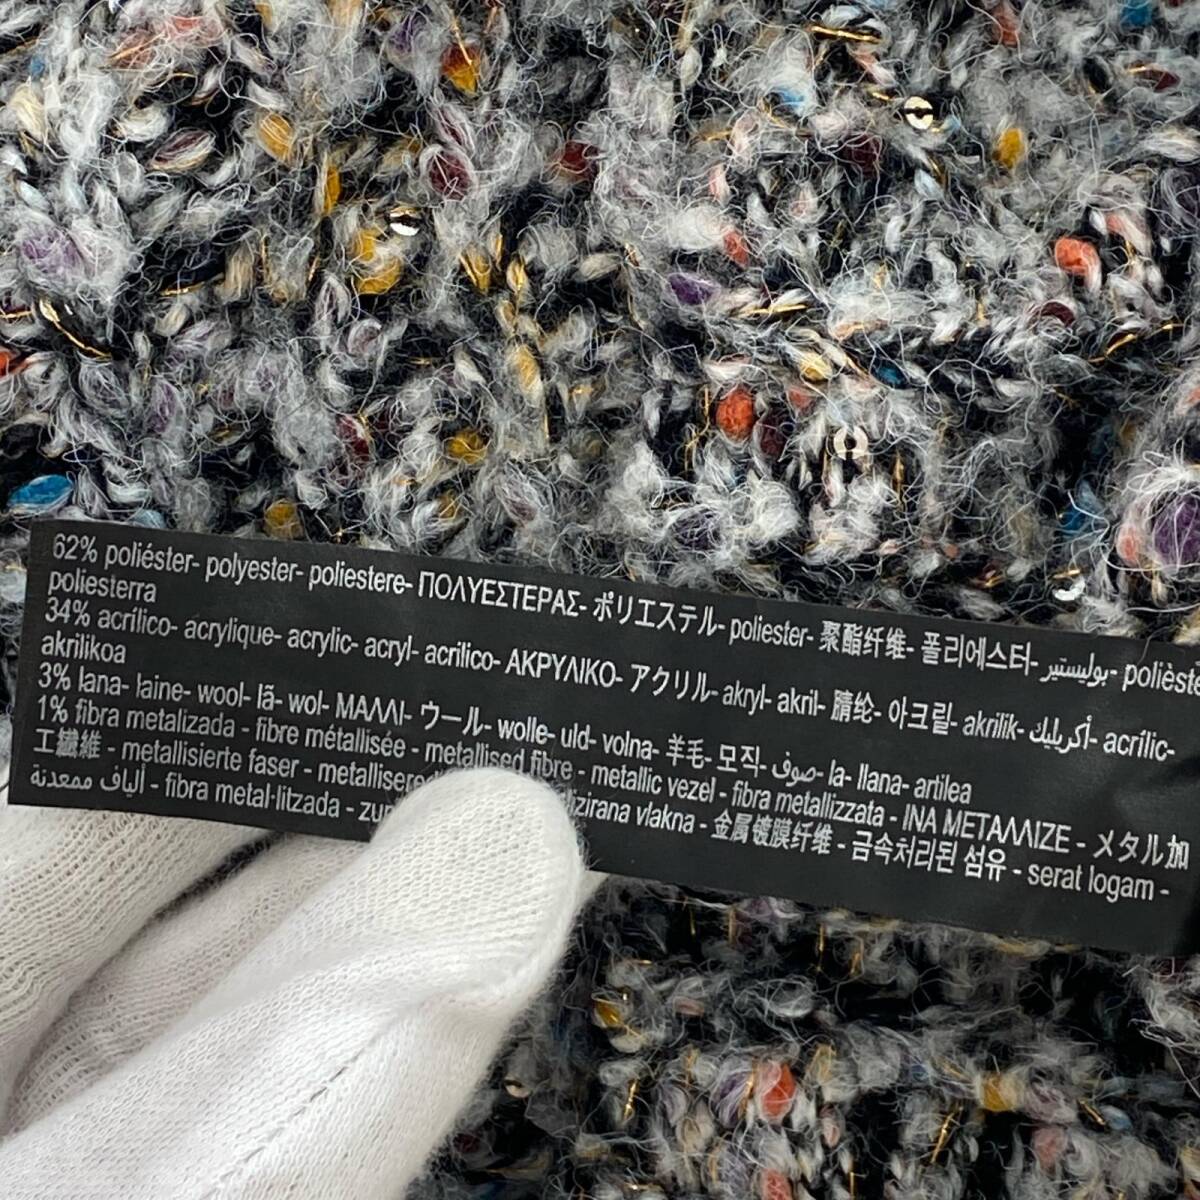 62% poliéster- polyester- poliestere- ΠΟΛΥΕΣΤΕΡΑΣ- ポリエステル- poliester- 聚酯纤维- 폴리에스터- بوليستير- polièste
poliesterra
34% acrílico- acrylique- acrylic- acryl- acrilico- ΑΚΡΥΛΙΚΟ- アクリル- akryl- akril- 腈纶- 아크릴- akrilik- أكريليك- acrílic-
akrilikoa
3% lana- laine- wool- lã- wol- ΜΑΛΛΙ- ウール- wolle- uld- volna- 羊毛- 모직- صوف- la- llana- artilea
1% fibra metalizada - fibre métallisée - metallised fibre - metallic vezel - fibra metallizzata - ΙΝΑ METAΛΛIZE - メタル加
工繊維 - metallisierte faser - metallisere zirana vlakna - 金属镀膜纤维 - 금속처리된 섬유 - serat logam -
ألياف ممعدنة - fibra metal·litzada - zun